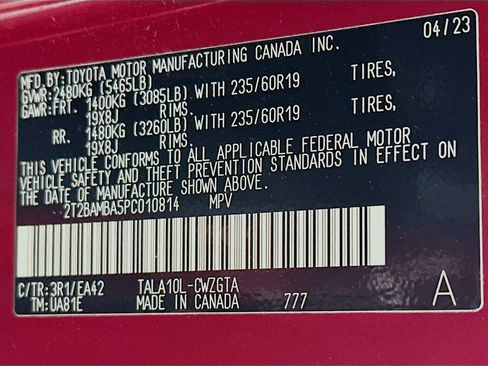 04/23
MFD.BY:TOYOTA MOTOR MANUFACTURING CANADA INC.
GVWR:2480KG (5465LB)
GAWR:FRT. 1400KG (3085LB) WITH 235/60R19 TIRES,
19X8J RIMS.
RR. 1480KG (3260LB) WITH 235/60R19 TIRES,
19X8J RIMS.
THIS VEHICLE CONFORMS TO ALL APPLICABLE FEDERAL MOTOR
VEHICLE SAFETY AND THEFT PREVENTION STANDARDS IN EFFECT ON
THE DATE OF MANUFACTURE SHOWN ABOVE.
2T2BAMBA5PC010814 MPV
C/TR:3R1/EA42 TALA10L-CWZGTA
TM:UA81E MADE IN CANADA 777 A